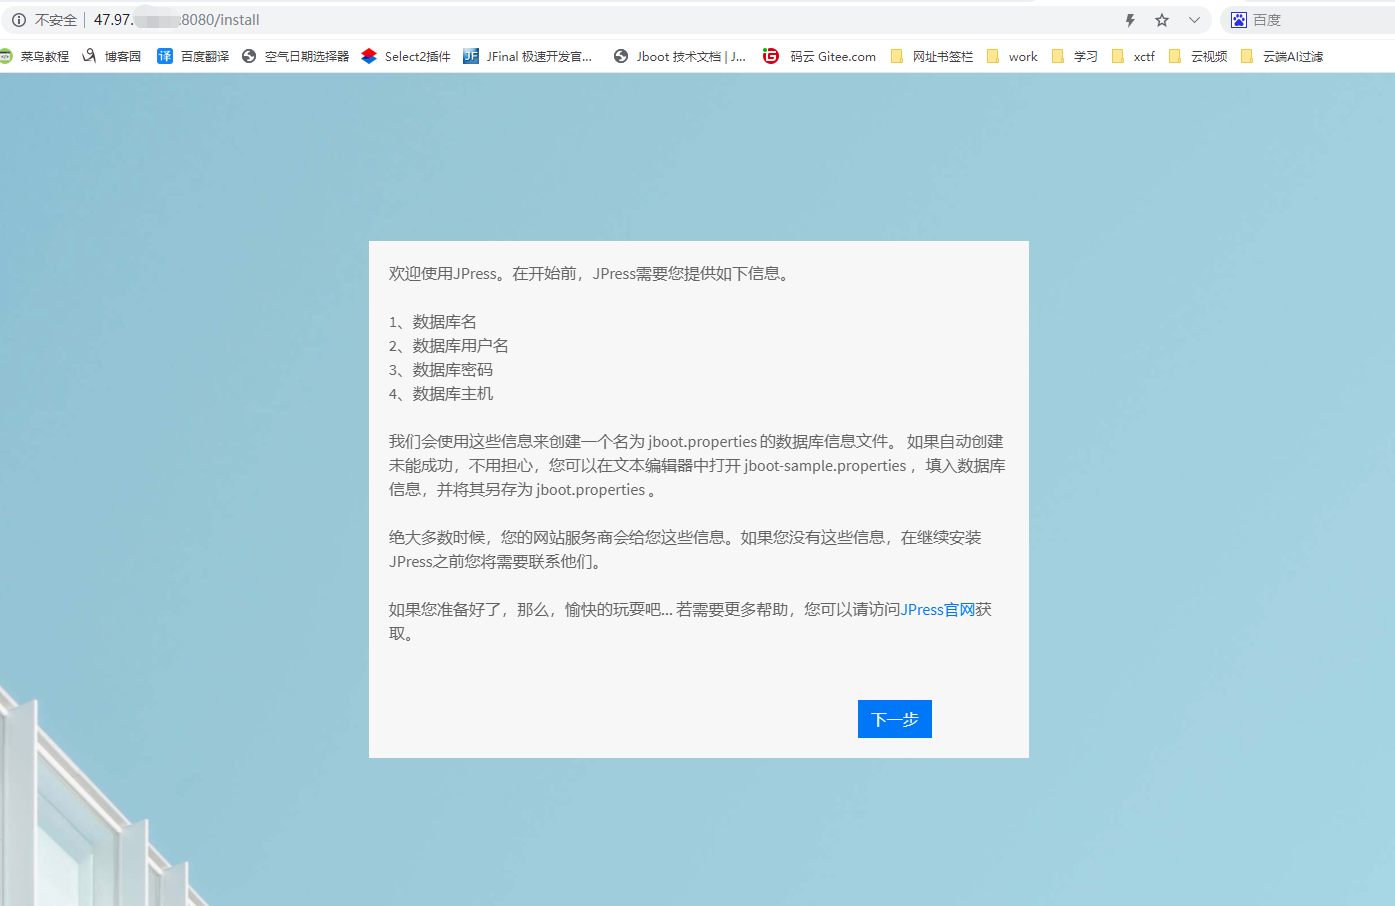 不安全 47.97. :8080/install 百度
菜鸟教程 博客园 译 百度翻译 空气日期选择器 Select2插件 JF JFinal 极速开发官... Jboot 技术文档 | J... 码云 Gitee.com 网址书签栏 work 学习 xctf 云视频 云端AI过滤
欢迎使用JPress。在开始前，JPress需要您提供如下信息。
1、数据库名
2、数据库用户名
3、数据库密码
4、数据库主机
我们会使用这些信息来创建一个名为 jboot.properties 的数据库信息文件。 如果自动创建
未能成功，不用担心，您可以在文本编辑器中打开 jboot-sample.properties ，填入数据库
信息，并将其另存为 jboot.properties 。
绝大多数时候，您的网站服务商会给您这些信息。如果您没有这些信息，在继续安装
JPress之前您将需要联系他们。
如果您准备好了，那么，愉快的玩耍吧... 若需要更多帮助，您可以请访问JPress官网获
取。
下一步